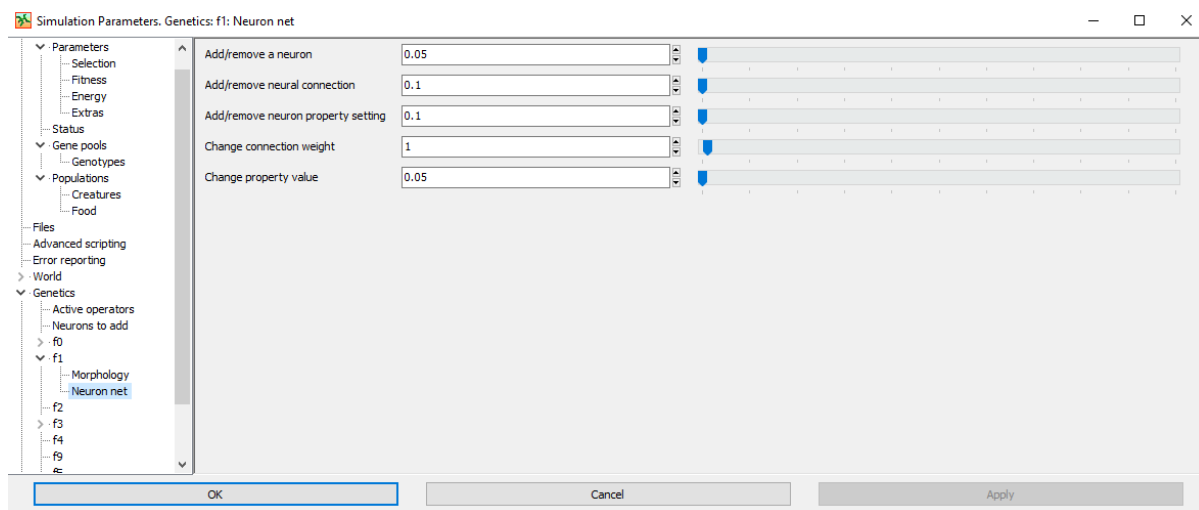 Simulation Parameters. Genetics: f1: Neuron net
Parameters
Selection
Fitness
Energy
Extras
Status
Gene pools
Genotypes
Populations
Creatures
Food
Files
Advanced scripting
Error reporting
World
Genetics
Active operators
Neurons to add
f0
f1
Morphology
Neuron net
f2
f3
f4
f9
Add/remove a neuron 0.05
Add/remove neural connection 0.1
Add/remove neuron property setting 0.1
Change connection weight 1
Change property value 0.05
OK Cancel Apply